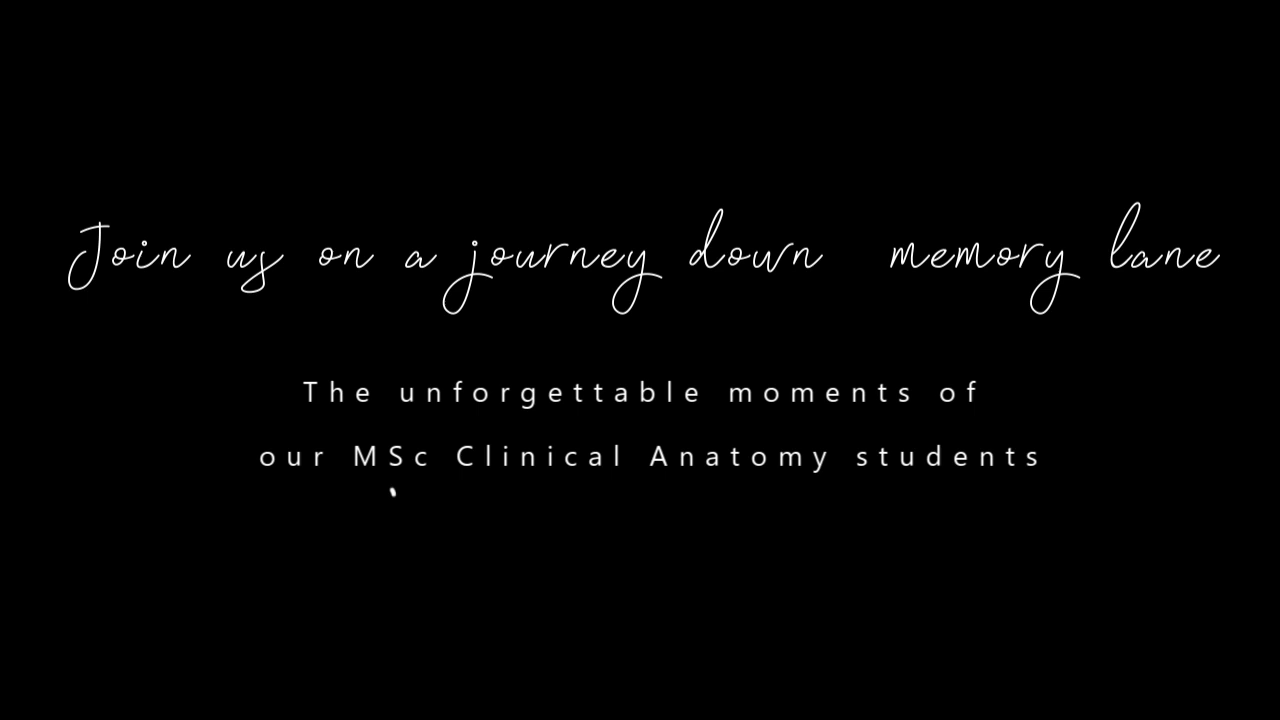 Join us on a journey down memory lane
The unforgettable moments of
our MSc Clinical Anatomy students